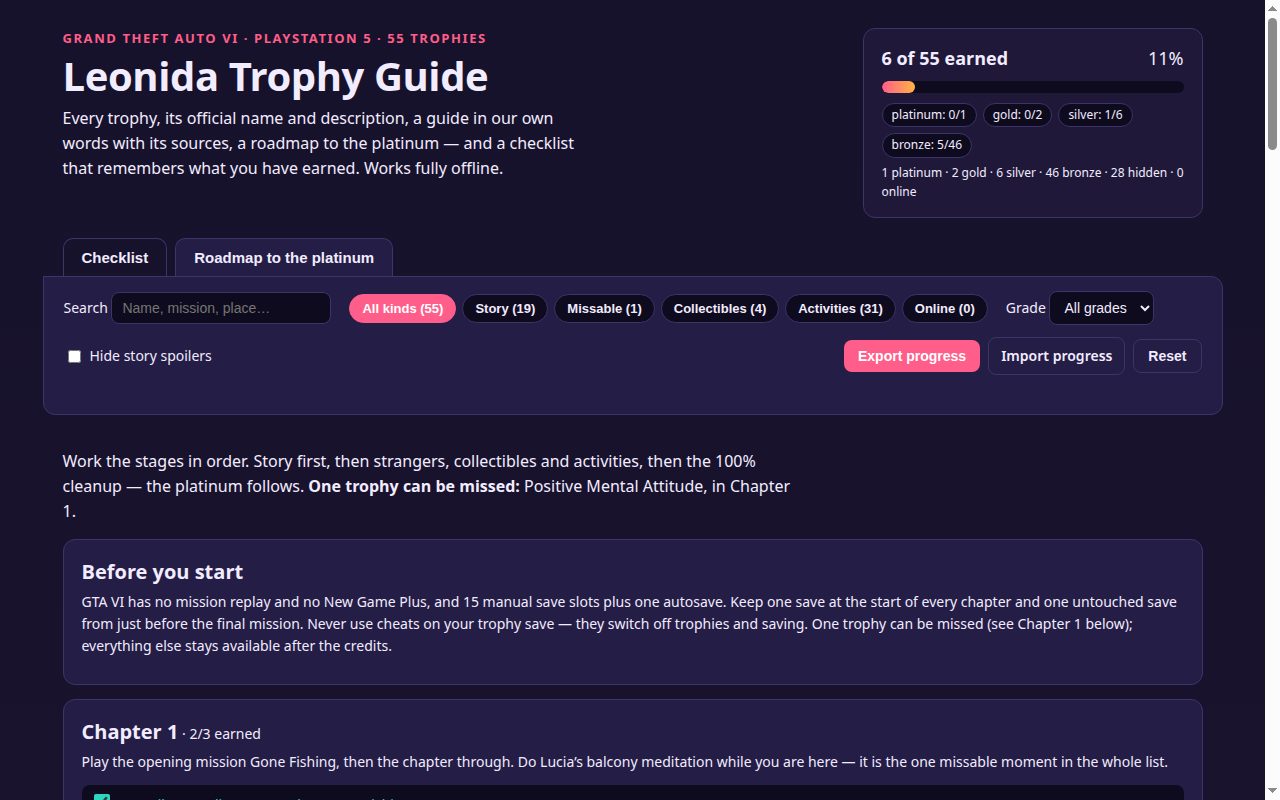 GRAND THEFT AUTO VI · PLAYSTATION 5 · 55 TROPHIES
Leonida Trophy Guide
Every trophy, its official name and description, a guide in our own
words with its sources, a roadmap to the platinum — and a checklist
that remembers what you have earned. Works fully offline.
6 of 55 earned 11%
platinum: 0/1 gold: 0/2 silver: 1/6
bronze: 5/46
1 platinum · 2 gold · 6 silver · 46 bronze · 28 hidden · 0
online
Checklist Roadmap to the platinum
Search Name, mission, place… All kinds (55) Story (19) Missable (1) Collectibles (4) Activities (31) Online (0) Grade All grades
Hide story spoilers Export progress Import progress Reset
Work the stages in order. Story first, then strangers, collectibles and activities, then the 100%
cleanup — the platinum follows. One trophy can be missed: Positive Mental Attitude, in Chapter
1.
Before you start
GTA VI has no mission replay and no New Game Plus, and 15 manual save slots plus one autosave. Keep one save at the start of every chapter and one untouched save
from just before the final mission. Never use cheats on your trophy save — they switch off trophies and saving. One trophy can be missed (see Chapter 1 below);
everything else stays available after the credits.
Chapter 1 · 2/3 earned
Play the opening mission Gone Fishing, then the chapter through. Do Lucia’s balcony meditation while you are here — it is the one missable moment in the whole list.